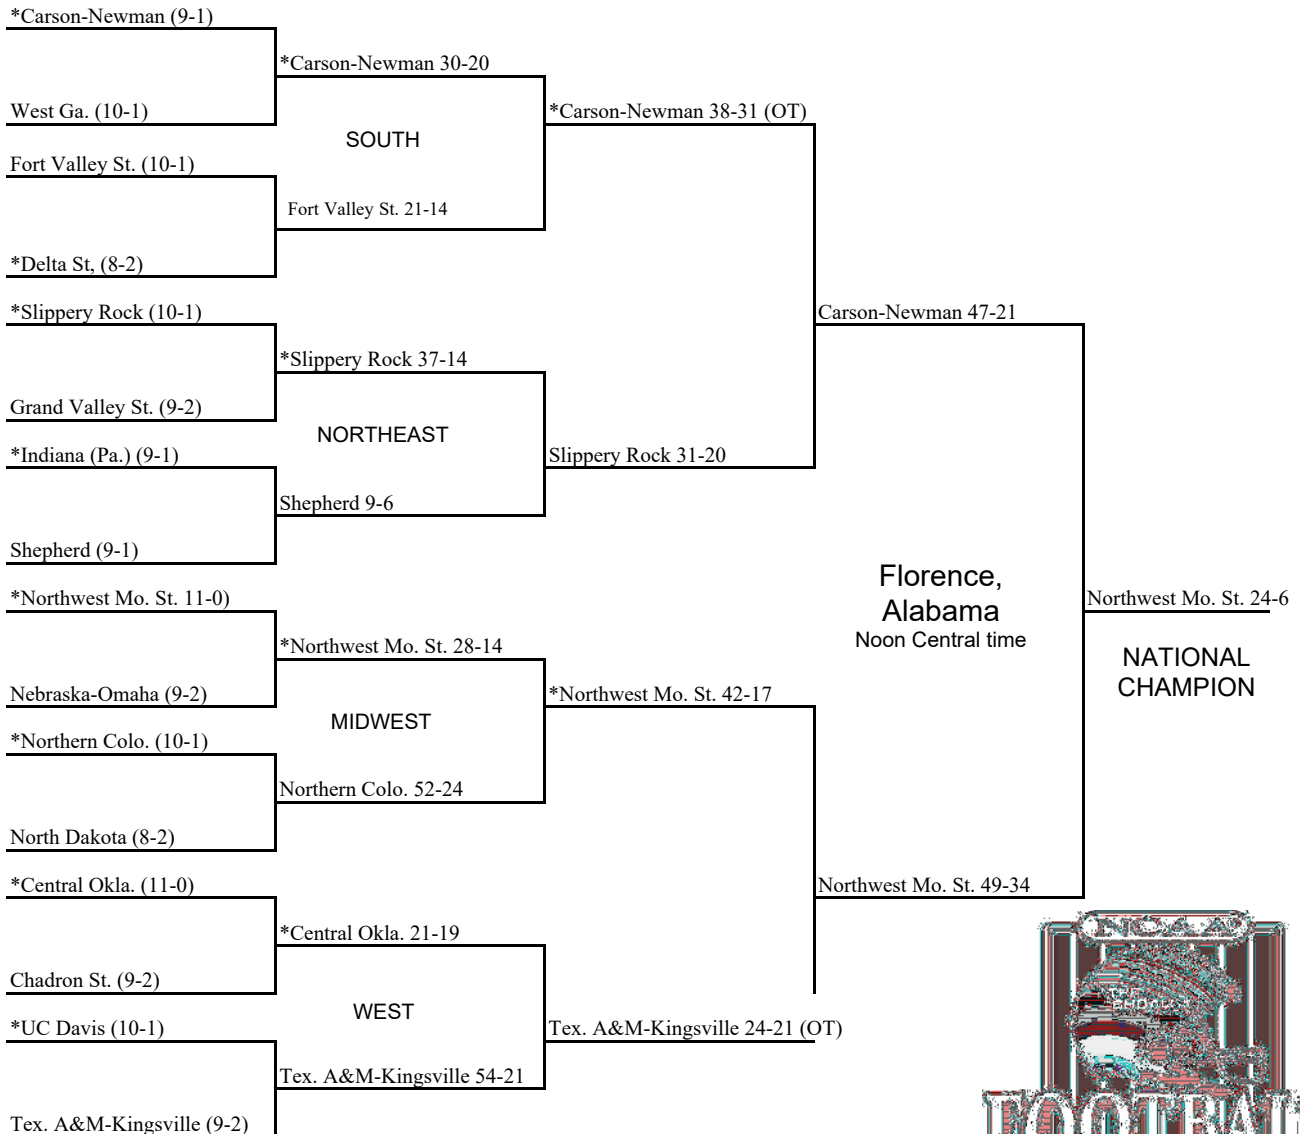 *Carson-Newman (9-1)
*Carson-Newman 30-20
West Ga. (10-1)
*Carson-Newman 38-31 (OT)
SOUTH
Fort Valley St. (10-1)
Fort Valley St. 21-14
*Delta St, (8-2)
*Slippery Rock (10-1)
Carson-Newman 47-21
*Slippery Rock 37-14
Grand Valley St. (9-2)
NORTHEAST
*Indiana (Pa.) (9-1)
Slippery Rock 31-20
Shepherd 9-6
Shepherd (9-1)
Florence,
Alabama
Noon Central time
*Northwest Mo. St. 11-0)
Northwest Mo. St. 24-6
NATIONAL
CHAMPION
*Northwest Mo. St. 28-14
Nebraska-Omaha (9-2)
*Northwest Mo. St. 42-17
MIDWEST
*Northern Colo. (10-1)
Northern Colo. 52-24
North Dakota (8-2)
*Central Okla. (11-0)
Northwest Mo. St. 49-34
*Central Okla. 21-19
Chadron St. (9-2)
WEST
*UC Davis (10-1)
Tex. A&M-Kingsville 24-21 (OT)
Tex. A&M-Kingsville 54-21
Tex. A&M-Kingsville (9-2)
NCAA
THE